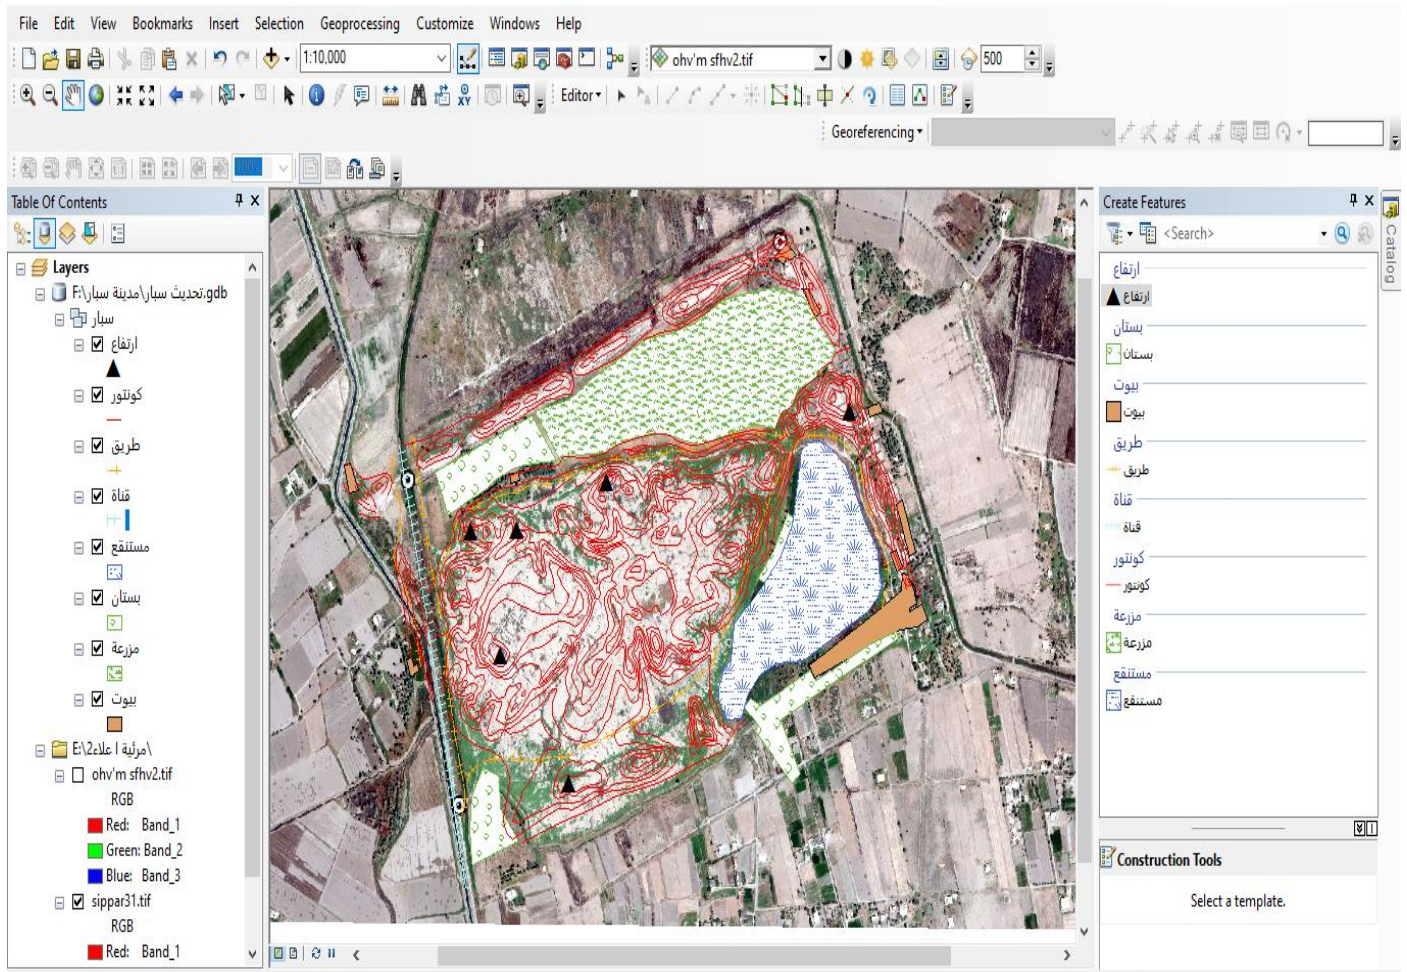 File Edit View Bookmarks Insert Selection Geoprocessing Customize Windows Help
1:10,000
ohv'm sfhv2.tif
500
Editor
Georeferencing
Table Of Contents
Layers
F:\تحديث سبار\مدينة سبار.gdb
سبار
ارتفاع
كونتور
طريق
قناة
مستنقع
بستان
مزرعة
بيوت
E:\مرئية ا علاء2\
ohv'm sfhv2.tif
RGB
Red: Band_1
Green: Band_2
Blue: Band_3
sippar31.tif
RGB
Red: Band_1
Create Features
<Search>
ارتفاع
ارتفاع
بستان
بستان
بيوت
بيوت
طريق
طريق
قناة
قناة
كونتور
كونتور
مزرعة
مزرعة
مستنقع
مستنقع
Construction Tools
Select a template.
Catalog